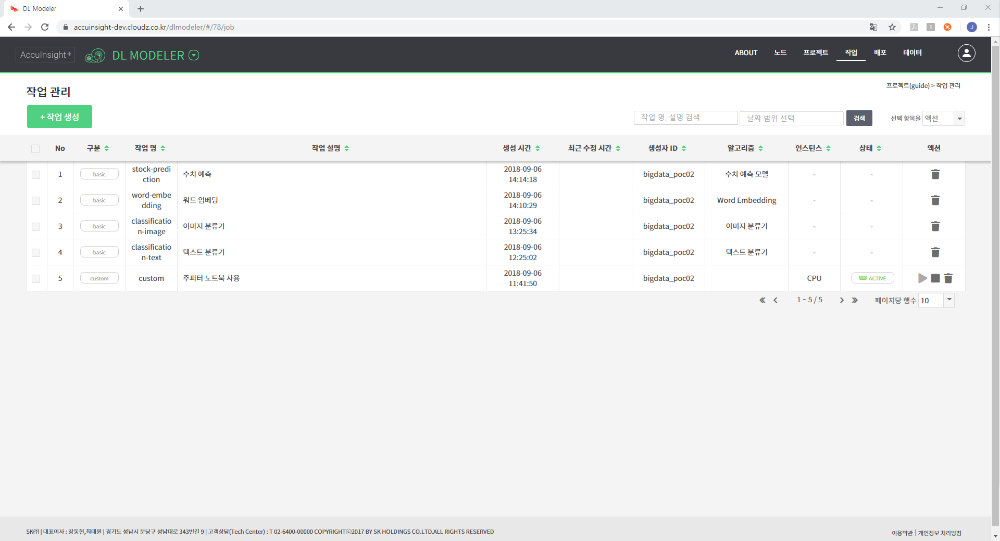 DL Modeler
accuinsight-dev.cloudz.co.kr/dlmodeler/#/78/job
J
AccuInsight+ DL MODELER ABOUT 노드 프로젝트 작업 배포 데이터
작업 관리
프로젝트(guide) > 작업 관리
+ 작업 생성
작업 명, 설명 검색 날짜 범위 선택 검색 선택 항목을 액션
No 구분 작업 명 작업 설명 생성 시간 최근 수정 시간 생성자 ID 알고리즘 인스턴스 상태 액션
1 basic stock-predi
ction 수치 예측 2018-09-06
14:14:18 bigdata_poc02 수치 예측 모델 - -
2 basic word-embe
dding 워드 임베딩 2018-09-06
14:10:29 bigdata_poc02 Word Embedding - -
3 basic classificatio
n-image 이미지 분류기 2018-09-06
13:25:34 bigdata_poc02 이미지 분류기 - -
4 basic classificatio
n-text 텍스트 분류기 2018-09-06
12:25:02 bigdata_poc02 텍스트 분류기 - -
5 custom custom 주피터 노트북 사용 2018-09-06
11:41:50 bigdata_poc02 CPU ACTIVE
1 ~ 5 / 5 페이지당 행수 10
SK㈜ | 대표이사 : 장동현,최태원 | 경기도 성남시 분당구 성남대로 343번길 9 | 고객상담(Tech Center) : T 02-6400-00000 COPYRIGHTⓒ2017 BY SK HOLDINGS CO.LTD.ALL RIGHTS RESERVED
이용약관 | 개인정보 처리방침